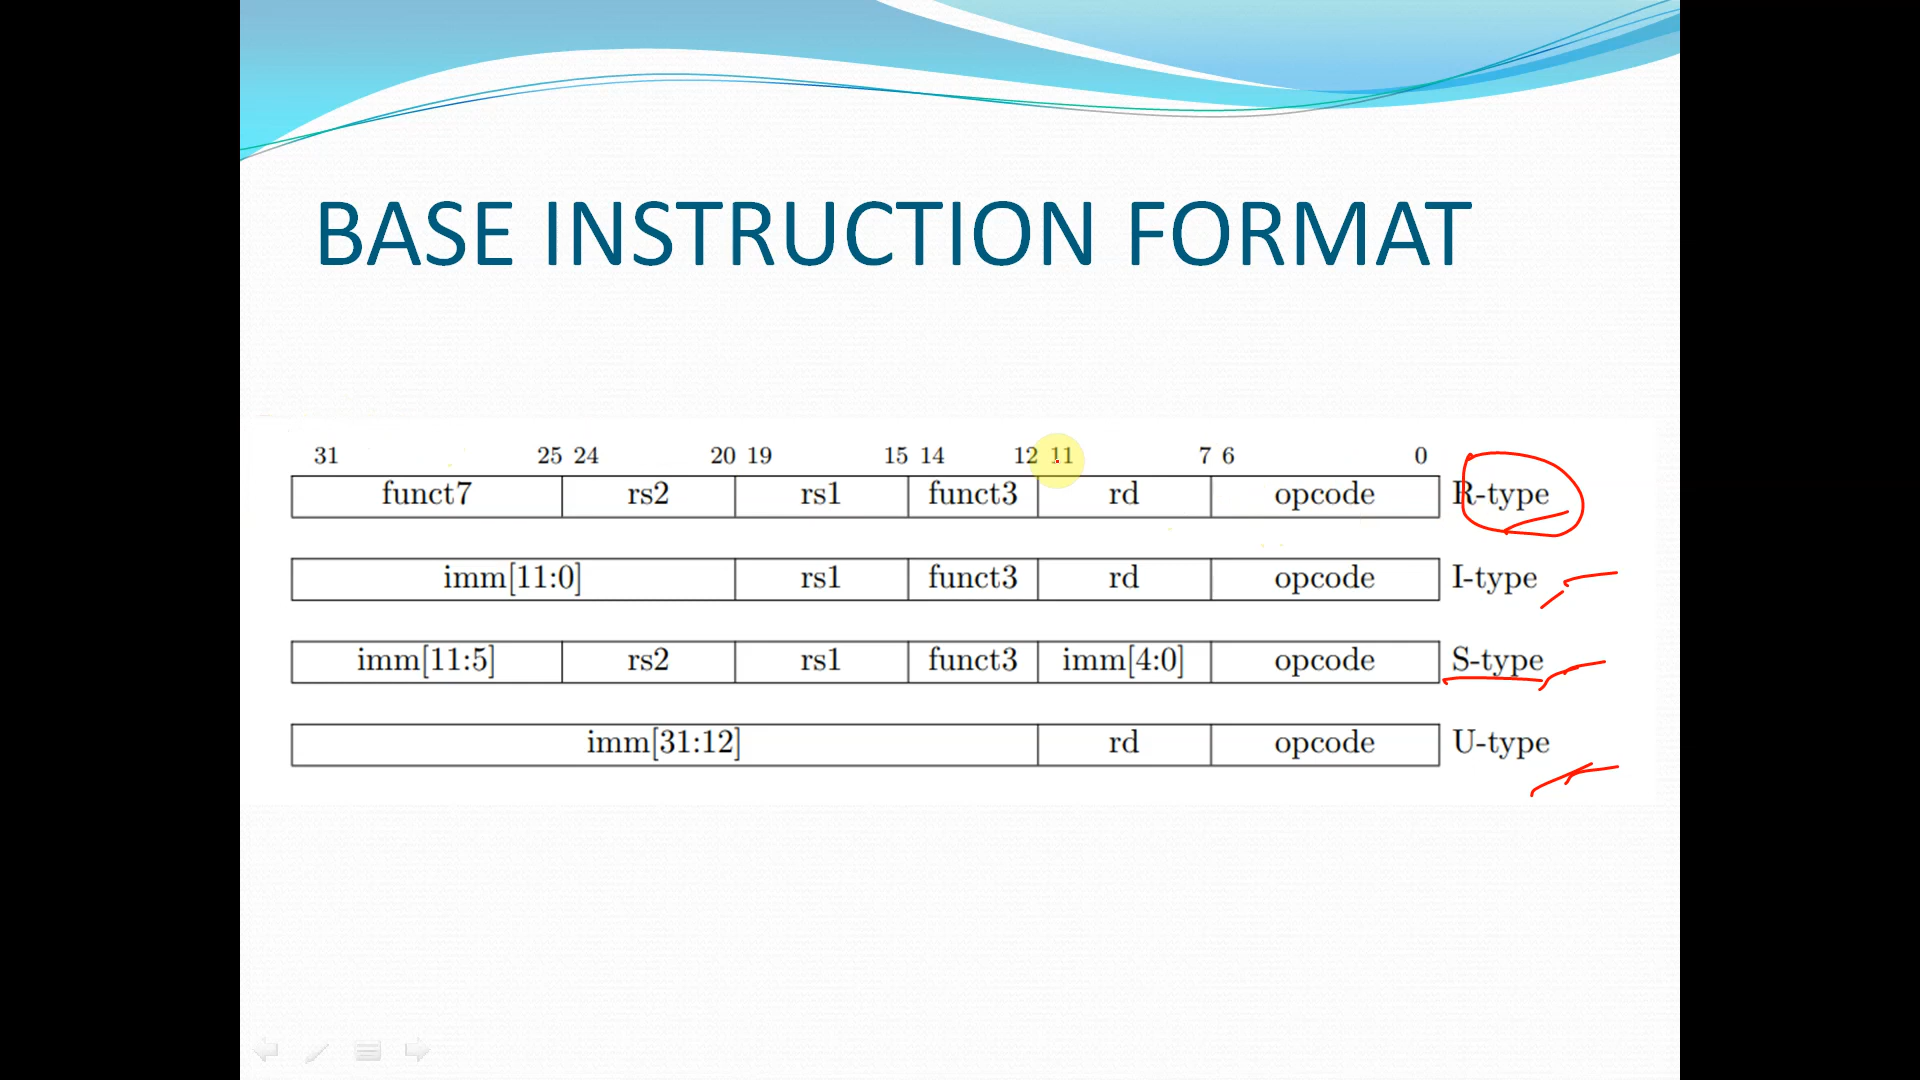 BASE INSTRUCTION FORMAT
31 25 24 20 19 15 14 12 11 7 6 0
funct7 rs2 rs1 funct3 rd opcode R-type
imm[11:0] rs1 funct3 rd opcode I-type
imm[11:5] rs2 rs1 funct3 imm[4:0] opcode S-type
imm[31:12] rd opcode U-type